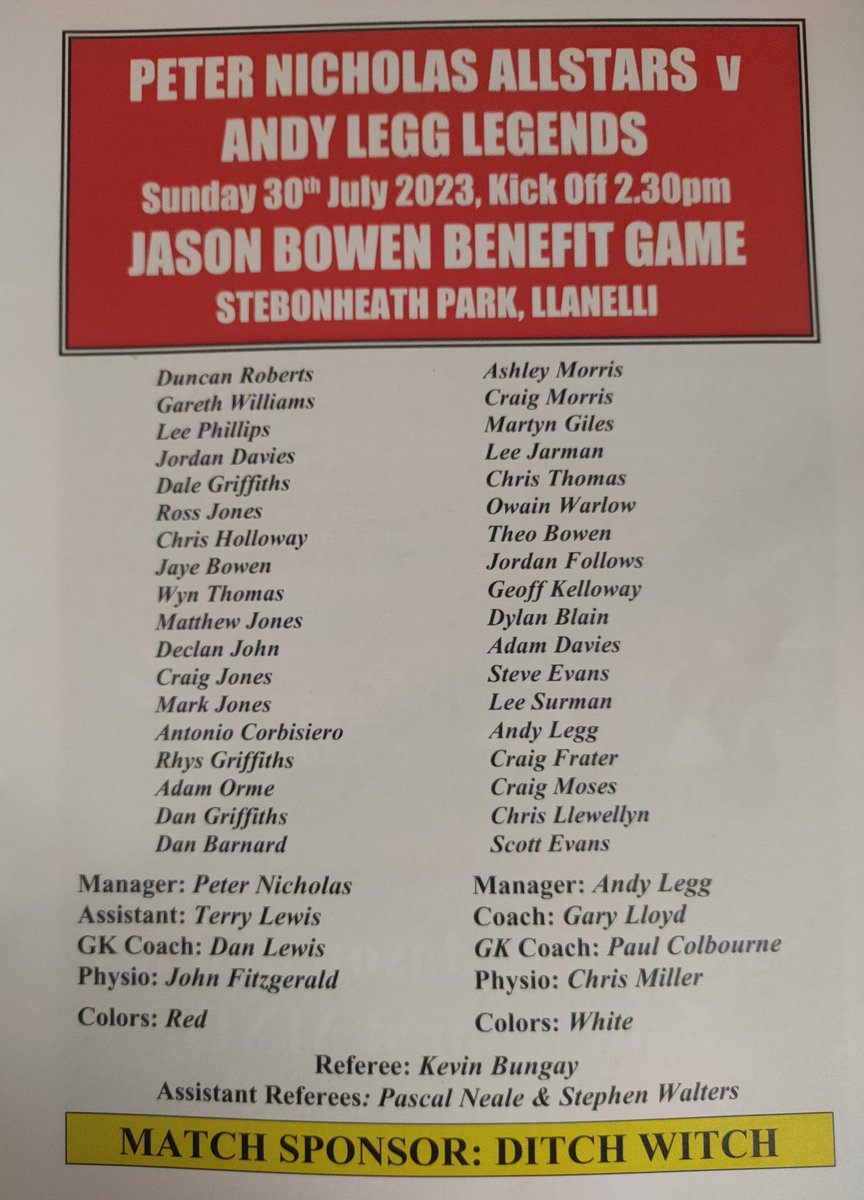 PETER NICHOLAS ALLSTARS V
ANDY LEGG LEGENDS
Sunday 30th July 2023, Kick Off 2.30pm
JASON BOWEN BENEFIT GAME
STEBONHEATH PARK, LLANELLI
Duncan Roberts
Gareth Williams
Lee Phillips
Jordan Davies
Dale Griffiths
Ross Jones
Chris Holloway
Jaye Bowen
Wyn Thomas
Matthew Jones
Declan John
Craig Jones
Mark Jones
Antonio Corbisiero
Rhys Griffiths
Adam Orme
Dan Griffiths
Dan Barnard
Manager: Peter Nicholas
Assistant: Terry Lewis
GK Coach: Dan Lewis
Physio: John Fitzgerald
Colors: Red
Ashley Morris
Craig Morris
Martyn Giles
Lee Jarman
Chris Thomas
Owain Warlow
Theo Bowen
Jordan Follows
Geoff Kelloway
Dylan Blain
Adam Davies
Steve Evans
Lee Surman
Andy Legg
Craig Frater
Craig Moses
Chris Llewellyn
Scott Evans
Manager: Andy Legg
Coach: Gary Lloyd
GK Coach: Paul Colbourne
Physio: Chris Miller
Colors: White
Referee: Kevin Bungay
Assistant Referees: Pascal Neale & Stephen Walters
MATCH SPONSOR: DITCH WITCH